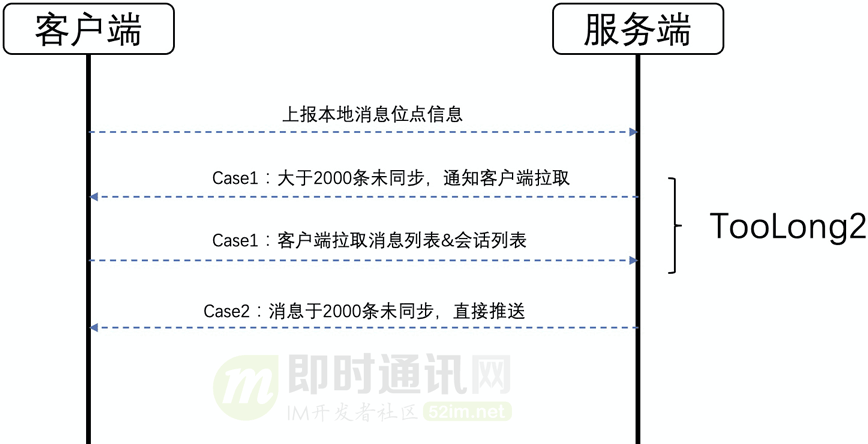 客户端
服务端
上报本地消息位点信息
Case1：大于2000条未同步，通知客户端拉取
TooLong2
Case1：客户端拉取消息列表&会话列表
Case2：消息于2000条未同步，直接推送
即时通讯网
IM开发者社区 52im.net